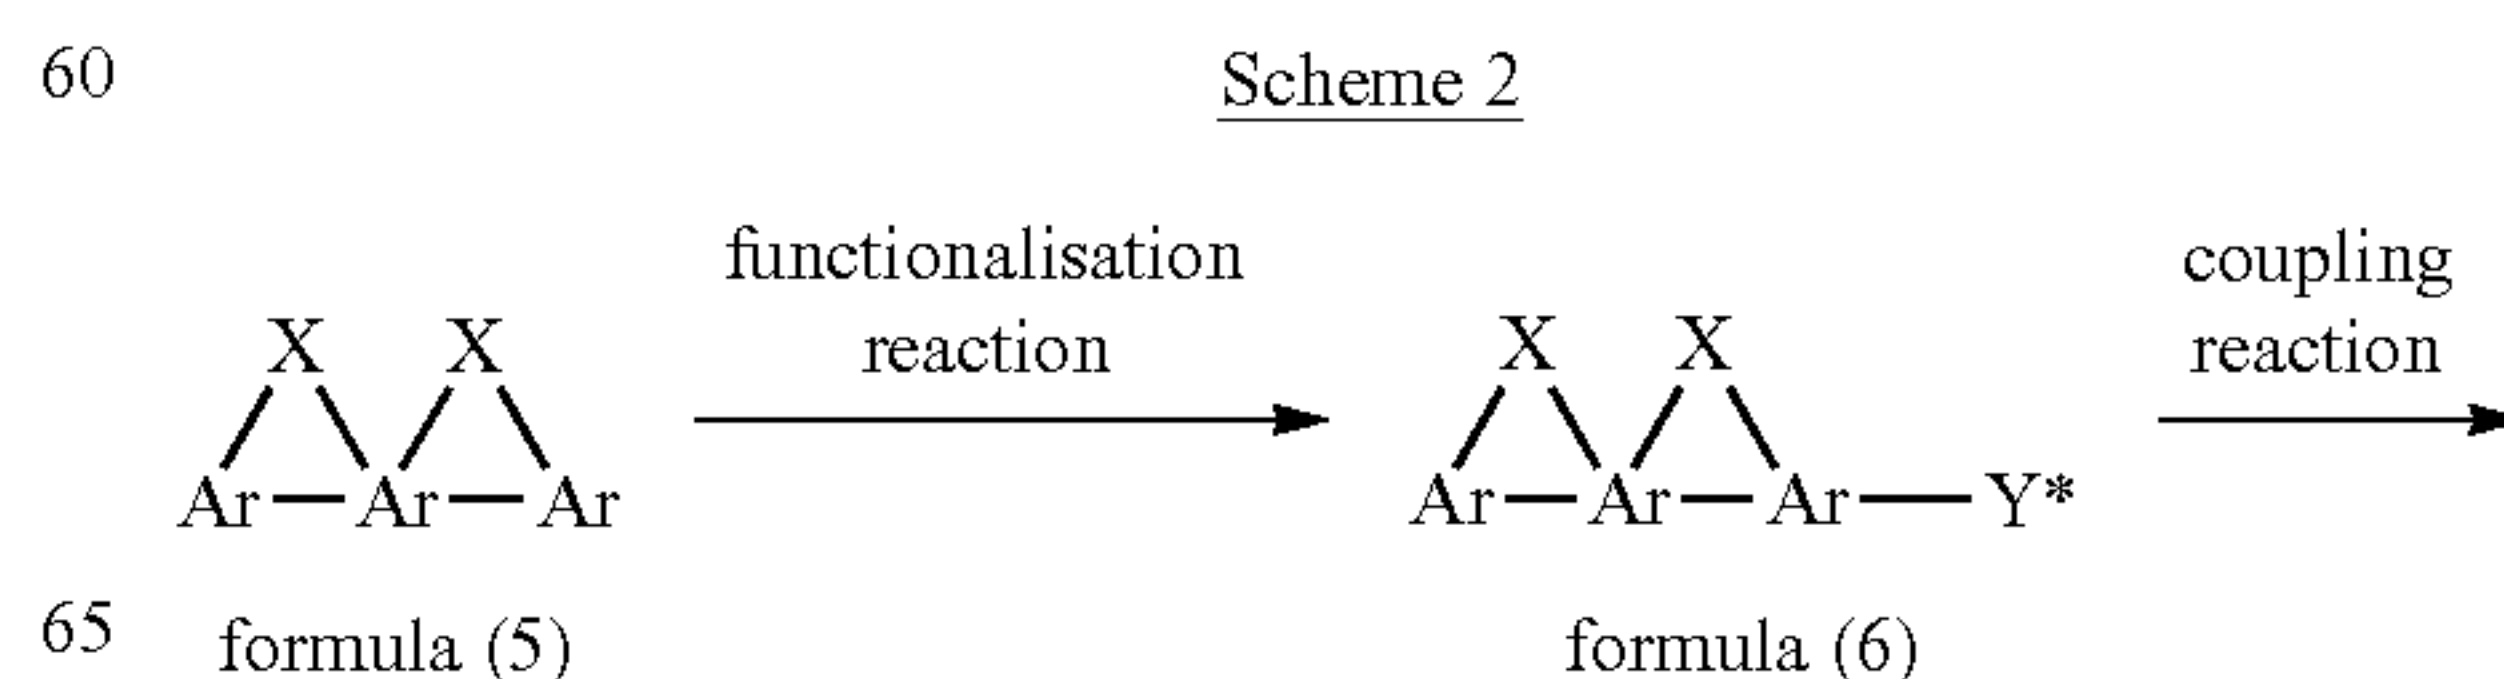 60
Scheme 2
functionalisation
reaction
coupling
reaction
X X
Ar Ar Ar
X X
Ar Ar Ar Y*
65
formula (5)
formula (6)